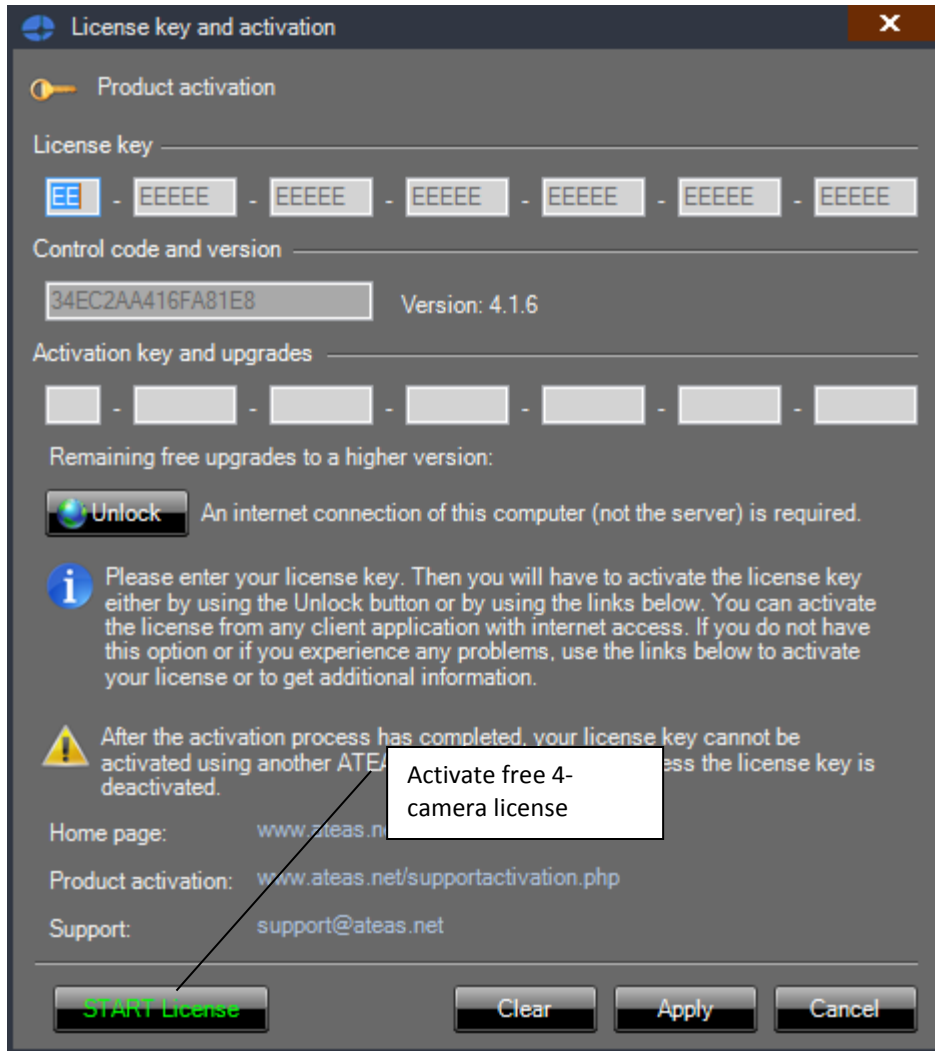 License key and activation
Product activation
License key
EE - EEEEE - EEEEE - EEEEE - EEEEE - EEEEE - EEEEE
Control code and version
34EC2AA416FA81E8 Version: 4.1.6
Activation key and upgrades
- - - - - -
Remaining free upgrades to a higher version:
Unlock An internet connection of this computer (not the server) is required.
Please enter your license key. Then you will have to activate the license key
either by using the Unlock button or by using the links below. You can activate
the license from any client application with internet access. If you do not have
this option or if you experience any problems, use the links below to activate
your license or to get additional information.
After the activation process has completed, your license key cannot be
activated using another the license key is
deactivated.
Activate free 4-
camera license
Home page: www.ateas.n
Product activation: www.ateas.net/supportactivation.php
Support: support@ateas.net
START License Clear Apply Cancel